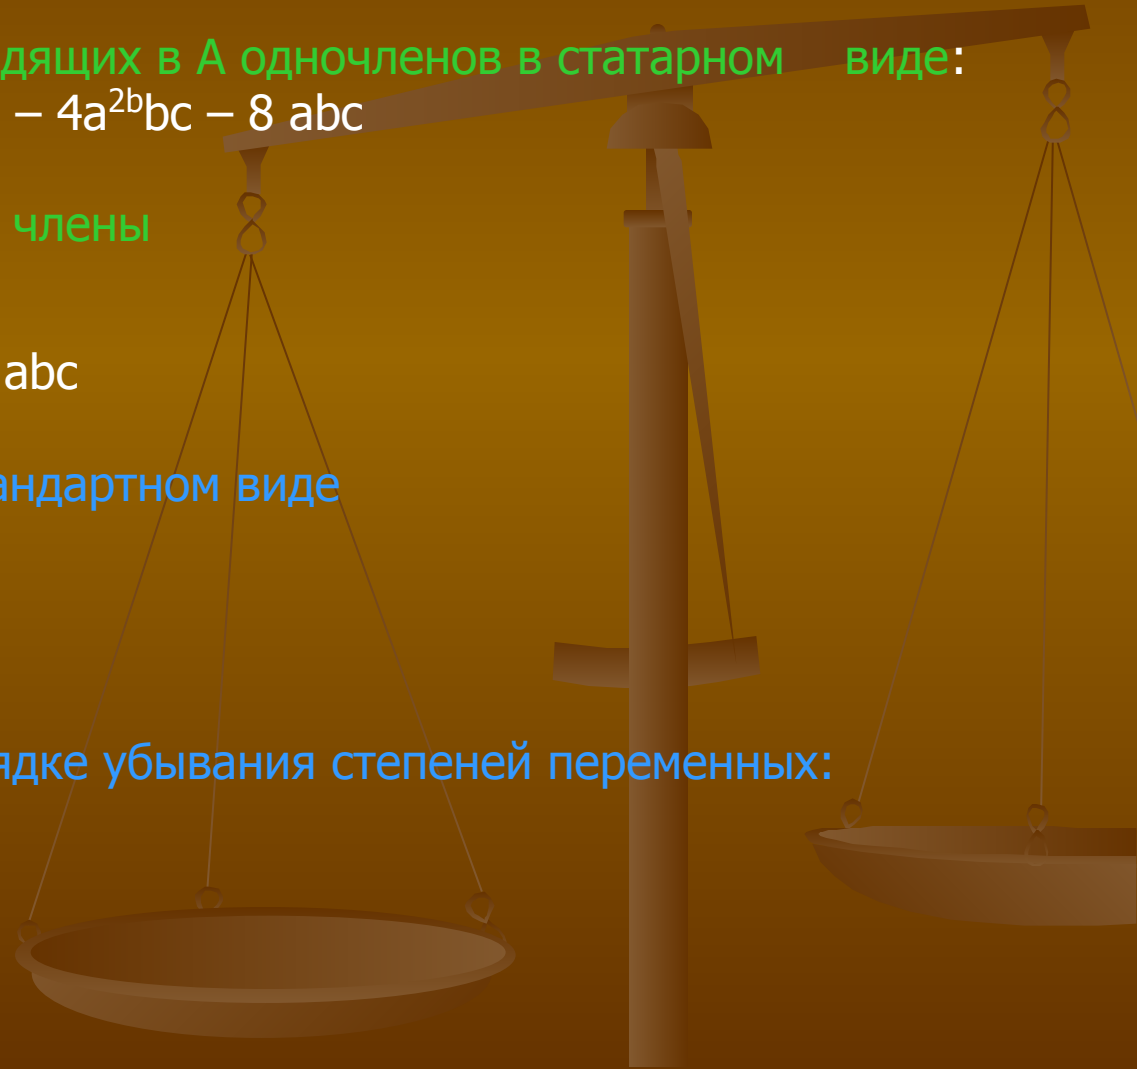 дящих в А одночленов в статарном виде:
– 4a²ᵇbc – 8 abc
члены
abc
андартном виде
ядке убывания степеней переменных: